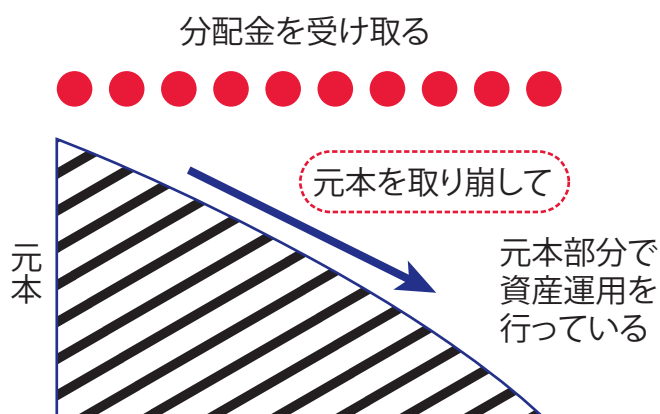 分配金を受け取る
元本を取り崩して
元本
元本部分で
資産運用を
行っている